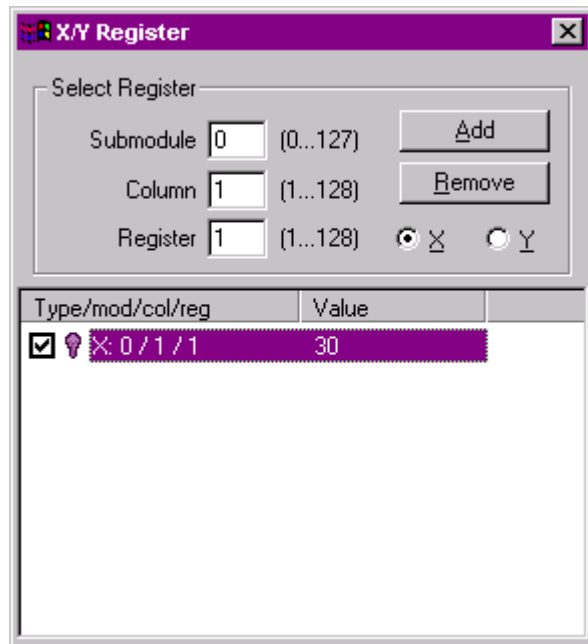 X/Y Register
Select Register
Submodule 0 (0...127) Add
Column 1 (1...128) Remove
Register 1 (1...128) X Y
Type/mod/col/reg Value
X: 0 / 1 / 1 30